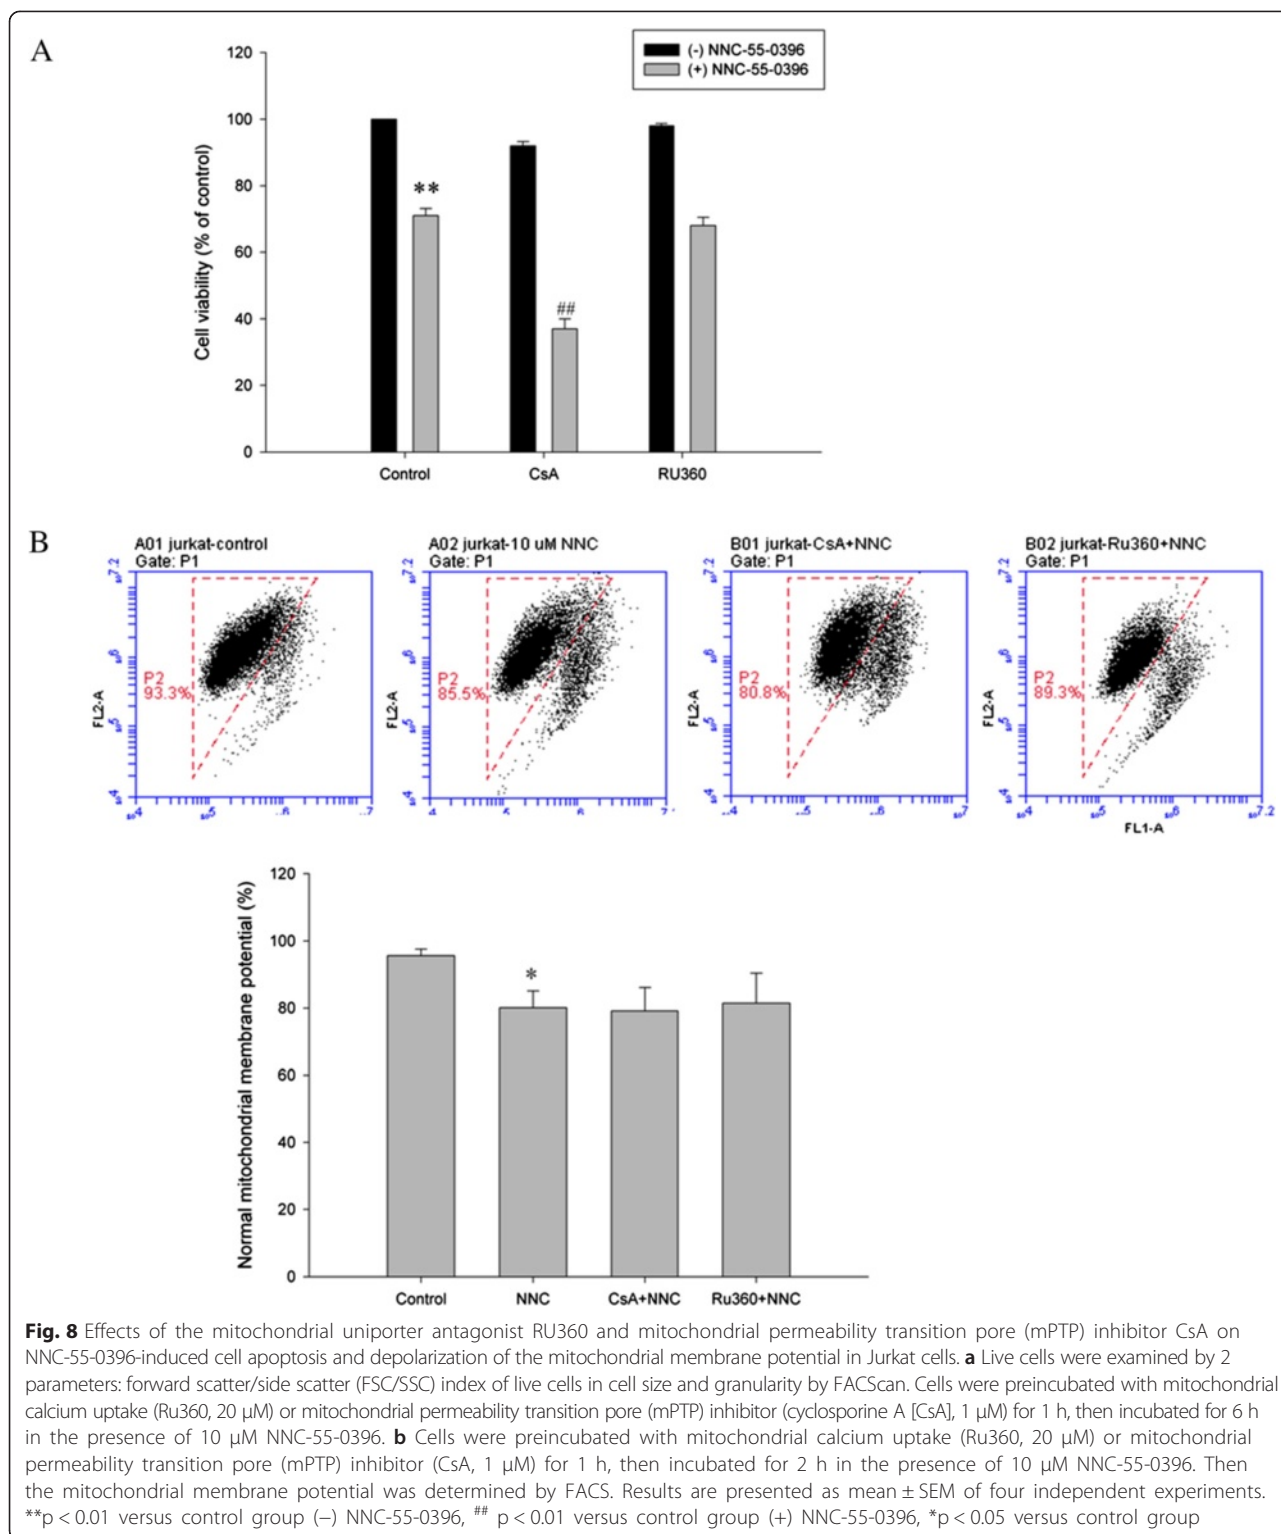 A
(-) NNC-55-0396
(+) NNC-55-0396
120
100
80
60
40
20
0
Cell viability (% of control)
**
##
Control CsA RU360
B
A01 jurkat-control
Gate: P1
P2
93.3%
FL2-A
A02 jurkat-10 uM NNC
Gate: P1
P2
85.5%
FL2-A
B01 jurkat-CsA+NNC
Gate: P1
P2
80.8%
FL2-A
B02 jurkat-Ru360+NNC
Gate: P1
P2
89.3%
FL2-A
FL1-A
120
100
80
60
40
20
0
Normal mitochondrial membrane potential (%)
*
Control NNC CsA+NNC Ru360+NNC
Fig. 8 Effects of the mitochondrial uniporter antagonist RU360 and mitochondrial permeability transition pore (mPTP) inhibitor CsA on
NNC-55-0396-induced cell apoptosis and depolarization of the mitochondrial membrane potential in Jurkat cells. a Live cells were examined by 2
parameters: forward scatter/side scatter (FSC/SSC) index of live cells in cell size and granularity by FACScan. Cells were preincubated with mitochondrial
calcium uptake (Ru360, 20 μM) or mitochondrial permeability transition pore (mPTP) inhibitor (cyclosporine A [CsA], 1 μM) for 1 h, then incubated for 6 h
in the presence of 10 μM NNC-55-0396. b Cells were preincubated with mitochondrial calcium uptake (Ru360, 20 μM) or mitochondrial
permeability transition pore (mPTP) inhibitor (CsA, 1 μM) for 1 h, then incubated for 2 h in the presence of 10 μM NNC-55-0396. Then
the mitochondrial membrane potential was determined by FACS. Results are presented as mean ± SEM of four independent experiments.
**p < 0.01 versus control group (−) NNC-55-0396, ## p < 0.01 versus control group (+) NNC-55-0396, *p < 0.05 versus control group